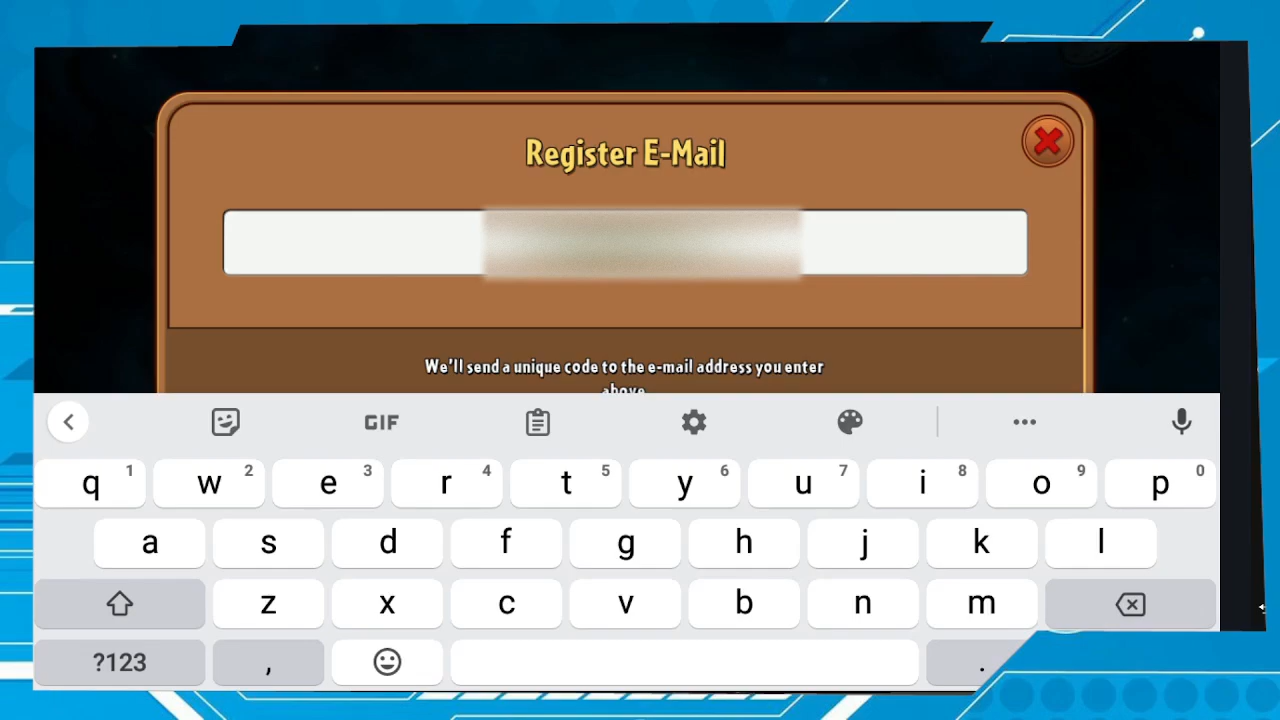 Register E-Mail
We'll send a unique code to the e-mail address you enter
above
GIF
q 1 w 2 e 3 r 4 t 5 y 6 u 7 i 8 o 9 p 0
a s d f g h j k l
z x c v b n m
?123 , .